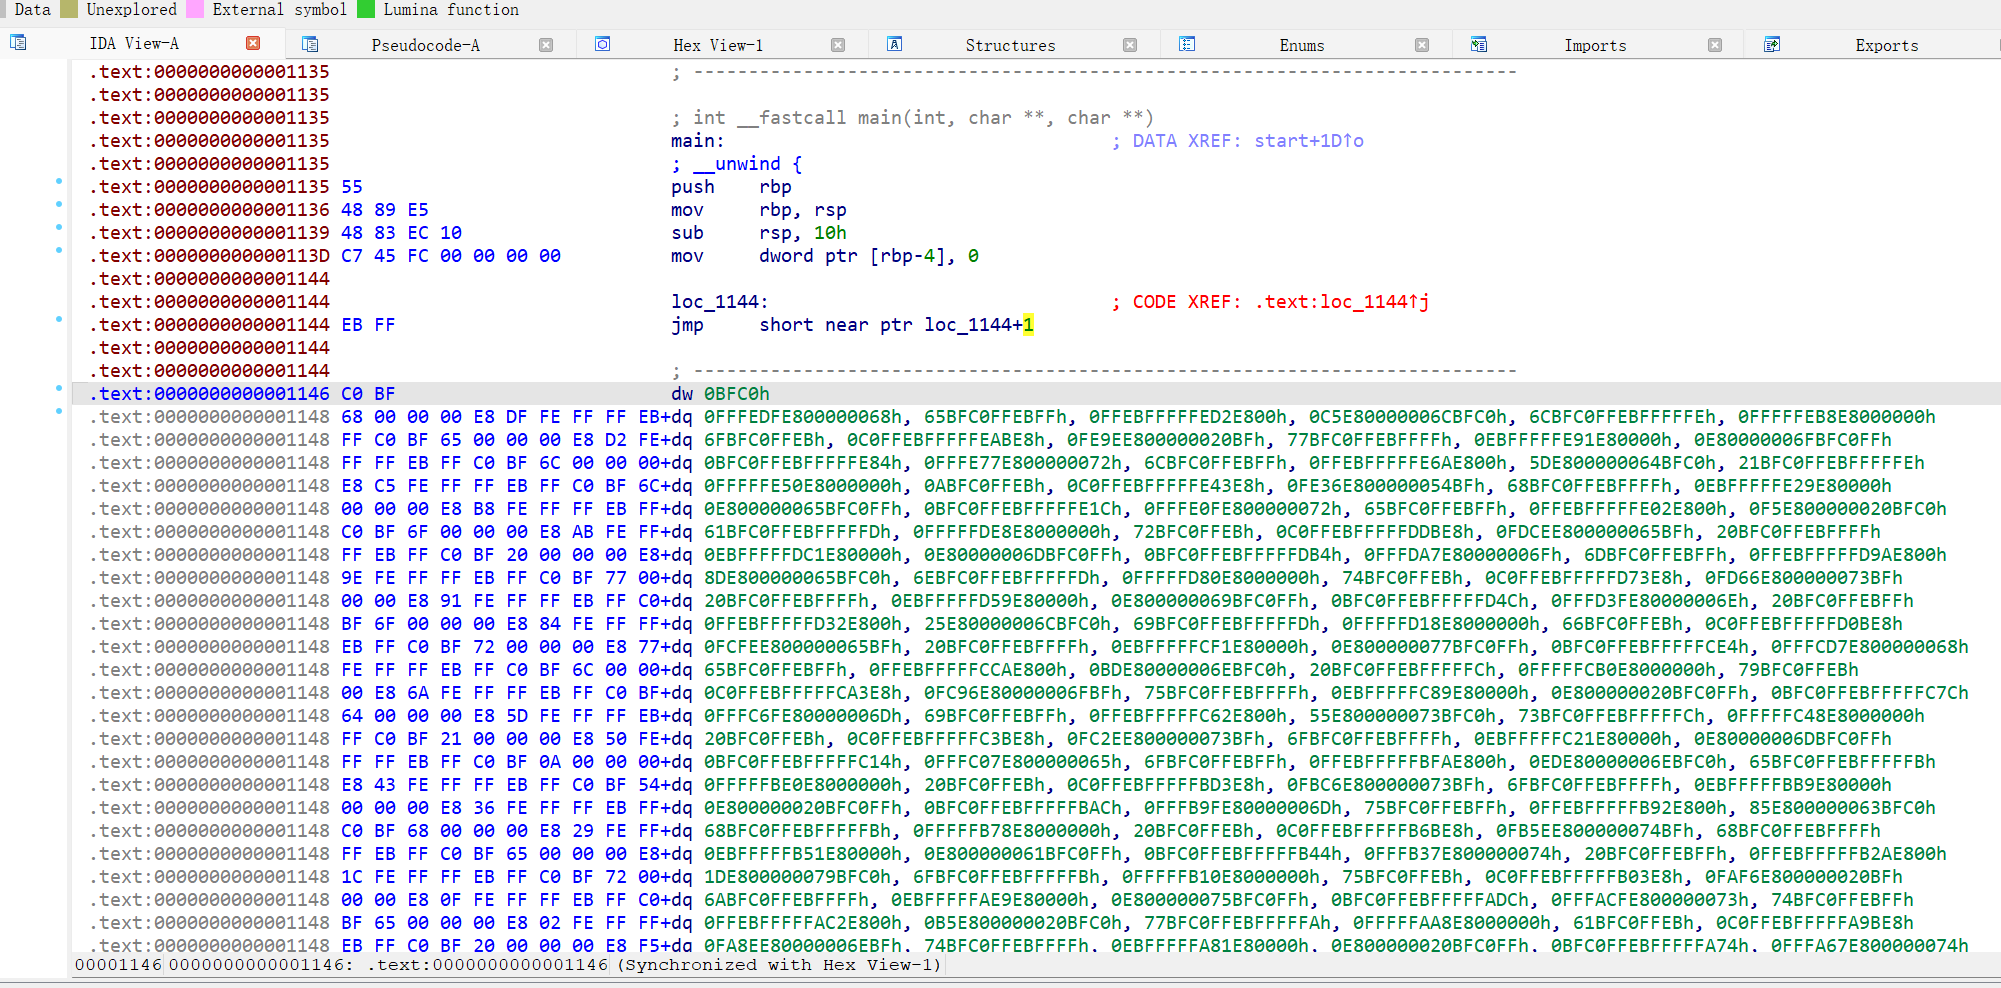 Data Unexplored External symbol Lumina function
IDA View-A Pseudocode-A Hex View-1 Structures Enums Imports Exports
.text:0000000000001135 ; ---------------------------------------------------------------------------
.text:0000000000001135
.text:0000000000001135 ; int __fastcall main(int, char **, char **)
.text:0000000000001135 main: ; DATA XREF: start+1D↑o
.text:0000000000001135 ; __unwind {
.text:0000000000001135 55 push rbp
.text:0000000000001136 48 89 E5 mov rbp, rsp
.text:0000000000001139 48 83 EC 10 sub rsp, 10h
.text:000000000000113D C7 45 FC 00 00 00 00 mov dword ptr [rbp-4], 0
.text:0000000000001144
.text:0000000000001144 loc_1144: ; CODE XREF: .text:loc_1144↑j
.text:0000000000001144 EB FF jmp short near ptr loc_1144+1
.text:0000000000001144
.text:0000000000001144 ; ---------------------------------------------------------------------------
.text:0000000000001146 C0 BF dw 0BFC0h
.text:0000000000001148 68 00 00 00 E8 DF FE FF FF EB+dq 0FFFEDFE800000068h, 65BFC0FFEBFFh, 0FFEBFFFFFED2E800h, 0C5E80000006CBFC0h, 6CBFC0FFEBFFFFFEh, 0FFFFFEB8E8000000h
.text:0000000000001148 FF C0 BF 65 00 00 00 E8 D2 FE+dq 6FBFC0FFEBh, 0C0FFEBFFFFFEABE8h, 0FE9EE800000020BFh, 77BFC0FFEBFFFFh, 0EBFFFFFE91E80000h, 0E80000006FBFC0FFh
.text:0000000000001148 FF FF EB FF C0 BF 6C 00 00 00+dq 0BFC0FFEBFFFFFE84h, 0FFFE77E800000072h, 6CBFC0FFEBFFh, 0FFEBFFFFFE6AE800h, 5DE800000064BFC0h, 21BFC0FFEBFFFFFEh
.text:0000000000001148 E8 C5 FE FF FF EB FF C0 BF 6C+dq 0FFFFFE50E8000000h, 0ABFC0FFEBh, 0C0FFEBFFFFFE43E8h, 0FE36E800000054BFh, 68BFC0FFEBFFFFh, 0EBFFFFFE29E80000h
.text:0000000000001148 00 00 00 E8 B8 FE FF FF EB FF+dq 0E800000065BFC0FFh, 0BFC0FFEBFFFFFE1Ch, 0FFFE0FE800000072h, 65BFC0FFEBFFh, 0FFEBFFFFFE02E800h, 0F5E800000020BFC0h
.text:0000000000001148 C0 BF 6F 00 00 00 E8 AB FE FF+dq 61BFC0FFEBFFFFFDh, 0FFFFFDE8E8000000h, 72BFC0FFEBh, 0C0FFEBFFFFFDDBE8h, 0FDCEE800000065BFh, 20BFC0FFEBFFFFh
.text:0000000000001148 FF EB FF C0 BF 20 00 00 00 E8+dq 0EBFFFFFDC1E80000h, 0E80000006DBFC0FFh, 0BFC0FFEBFFFFFDB4h, 0FFFDA7E80000006Fh, 6DBFC0FFEBFFh, 0FFEBFFFFFD9AE800h
.text:0000000000001148 9E FE FF FF EB FF C0 BF 77 00+dq 8DE800000065BFC0h, 6EBFC0FFEBFFFFFDh, 0FFFFFD80E8000000h, 74BFC0FFEBh, 0C0FFEBFFFFFD73E8h, 0FD66E800000073BFh
.text:0000000000001148 00 00 E8 91 FE FF FF EB FF C0+dq 20BFC0FFEBFFFFh, 0EBFFFFFD59E80000h, 0E800000069BFC0FFh, 0BFC0FFEBFFFFFD4Ch, 0FFFD3FE80000006Eh, 20BFC0FFEBFFh
.text:0000000000001148 BF 6F 00 00 00 E8 84 FE FF FF+dq 0FFEBFFFFFD32E800h, 25E80000006CBFC0h, 69BFC0FFEBFFFFFDh, 0FFFFFD18E8000000h, 66BFC0FFEBh, 0C0FFEBFFFFFD0BE8h
.text:0000000000001148 EB FF C0 BF 72 00 00 00 E8 77+dq 0FCFEE800000065BFh, 20BFC0FFEBFFFFh, 0EBFFFFFCF1E80000h, 0E800000077BFC0FFh, 0BFC0FFEBFFFFFCE4h, 0FFFCD7E800000068h
.text:0000000000001148 FE FF FF EB FF C0 BF 6C 00 00+dq 65BFC0FFEBFFh, 0FFEBFFFFFCCAE800h, 0BDE80000006EBFC0h, 20BFC0FFEBFFFFFCh, 0FFFFFCB0E8000000h, 79BFC0FFEBh
.text:0000000000001148 00 E8 6A FE FF FF EB FF C0 BF+dq 0C0FFEBFFFFFCA3E8h, 0FC96E80000006FBFh, 75BFC0FFEBFFFFh, 0EBFFFFFC89E80000h, 0E800000020BFC0FFh, 0BFC0FFEBFFFFFC7Ch
.text:0000000000001148 64 00 00 00 E8 5D FE FF FF EB+dq 0FFFC6FE80000006Dh, 69BFC0FFEBFFh, 0FFEBFFFFFC62E800h, 55E800000073BFC0h, 73BFC0FFEBFFFFFCh, 0FFFFFC48E8000000h
.text:0000000000001148 FF C0 BF 21 00 00 00 E8 50 FE+dq 20BFC0FFEBh, 0C0FFEBFFFFFC3BE8h, 0FC2EE800000073BFh, 6FBFC0FFEBFFFFh, 0EBFFFFFC21E80000h, 0E80000006DBFC0FFh
.text:0000000000001148 FF FF EB FF C0 BF 0A 00 00 00+dq 0BFC0FFEBFFFFFC14h, 0FFFC07E800000065h, 6FBFC0FFEBFFh, 0FFEBFFFFFBFAE800h, 0EDE80000006EBFC0h, 65BFC0FFEBFFFFFBh
.text:0000000000001148 E8 43 FE FF FF EB FF C0 BF 54+dq 0FFFFFBE0E8000000h, 20BFC0FFEBh, 0C0FFEBFFFFFBD3E8h, 0FBC6E800000073BFh, 6FBFC0FFEBFFFFh, 0EBFFFFFBB9E80000h
.text:0000000000001148 00 00 00 E8 36 FE FF FF EB FF+dq 0E800000020BFC0FFh, 0BFC0FFEBFFFFFBACh, 0FFFB9FE80000006Dh, 75BFC0FFEBFFh, 0FFEBFFFFFB92E800h, 85E800000063BFC0h
.text:0000000000001148 C0 BF 68 00 00 00 E8 29 FE FF+dq 68BFC0FFEBFFFFFBh, 0FFFFFB78E8000000h, 20BFC0FFEBh, 0C0FFEBFFFFFB6BE8h, 0FB5EE800000074BFh, 68BFC0FFEBFFFFh
.text:0000000000001148 FF EB FF C0 BF 65 00 00 00 E8+dq 0EBFFFFFB51E80000h, 0E800000061BFC0FFh, 0BFC0FFEBFFFFFB44h, 0FFFB37E800000074h, 20BFC0FFEBFFh, 0FFEBFFFFFB2AE800h
.text:0000000000001148 1C FE FF FF EB FF C0 BF 72 00+dq 1DE800000079BFC0h, 6FBFC0FFEBFFFFFBh, 0FFFFFB10E8000000h, 75BFC0FFEBh, 0C0FFEBFFFFFB03E8h, 0FAF6E800000020BFh
.text:0000000000001148 00 00 E8 0F FE FF FF EB FF C0+dq 6ABFC0FFEBFFFFh, 0EBFFFFFAE9E80000h, 0E800000075BFC0FFh, 0BFC0FFEBFFFFFADCh, 0FFFACFE800000073h, 74BFC0FFEBFFh
.text:0000000000001148 BF 65 00 00 00 E8 02 FE FF FF+dq 0FFEBFFFFFAC2E800h, 0B5E800000020BFC0h, 77BFC0FFEBFFFFFAh, 0FFFFFAA8E8000000h, 61BFC0FFEBh, 0C0FFEBFFFFFA9BE8h
.text:0000000000001148 EB FF C0 BF 20 00 00 00 E8 F5+dq 0FA8EE80000006EBFh, 74BFC0FFEBFFFFh, 0EBFFFFFA81E80000h, 0E800000020BFC0FFh, 0BFC0FFEBFFFFFA74h, 0FFFA67E800000074h
00001146 0000000000001146: .text:0000000000001146 (Synchronized with Hex View-1)